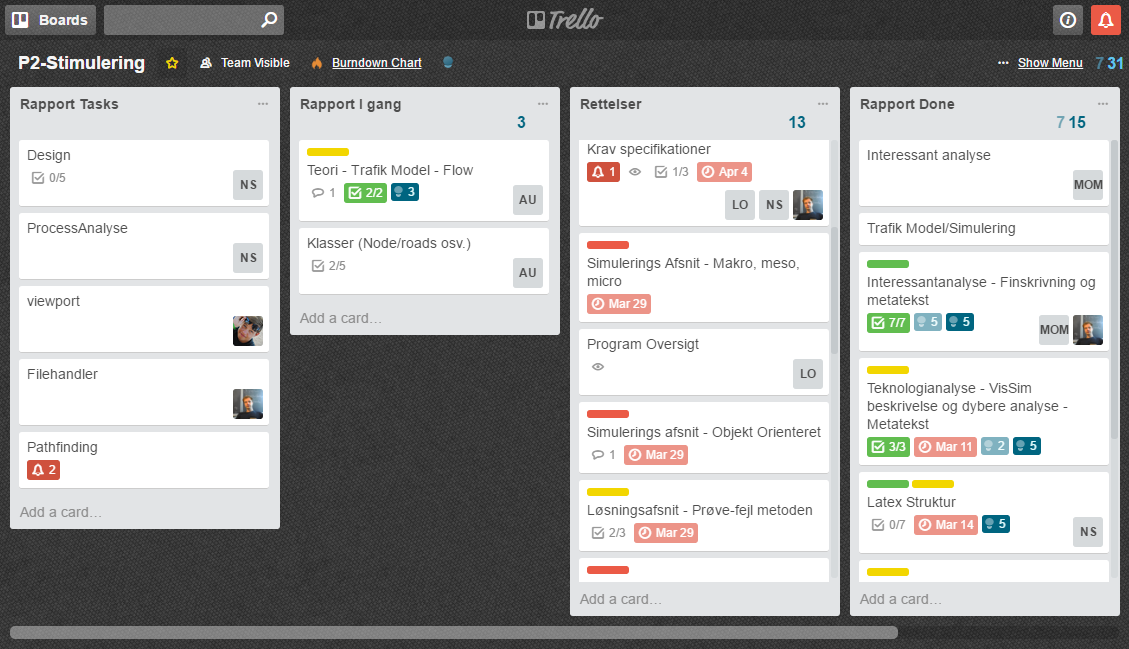 Boards
Trello
P2-Stimulering
Team Visible
Burndown Chart
Show Menu
7 31
Rapport Tasks
Design
0/5
NS
ProcessAnalyse
NS
viewport
Filehandler
Pathfinding
2
Add a card…
Rapport I gang
3
Teori - Trafik Model - Flow
1
2/2
3
AU
Klasser (Node/roads osv.)
2/5
AU
Add a card…
Rettelser
13
Krav specifikationer
1
1/3
Apr 4
LO
NS
Simulerings Afsnit - Makro, meso,
micro
Mar 29
Program Oversigt
LO
Simulerings afsnit - Objekt Orienteret
1
Mar 29
Løsningsafsnit - Prøve-fejl metoden
2/3
Mar 29
Add a card…
Rapport Done
7 15
Interessant analyse
MOM
Trafik Model/Simulering
Interessantanalyse - Finskrivning og
metatekst
7/7
5
5
MOM
Teknologianalyse - VisSim
beskrivelse og dybere analyse -
Metatekst
3/3
Mar 11
2
5
Latex Struktur
0/7
Mar 14
5
NS
Add a card…